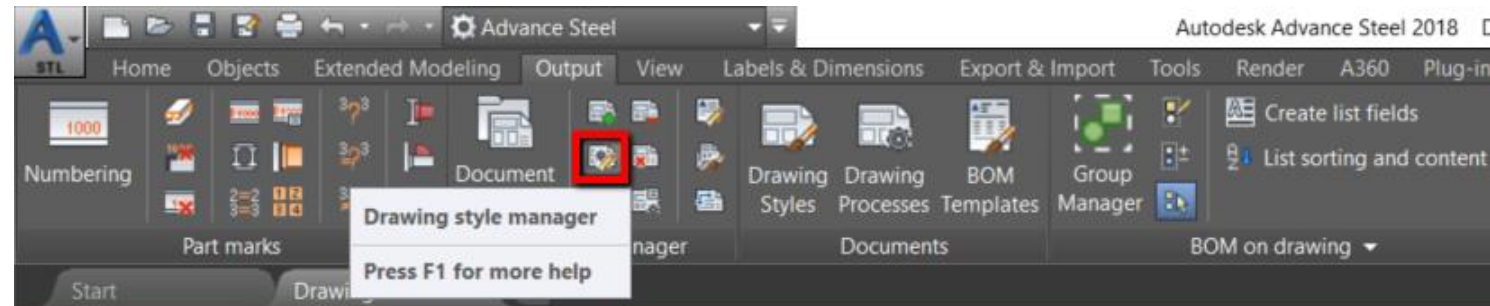 Advance Steel
Autodesk Advance Steel 2018
STL
Home Objects Extended Modeling Output View Labels & Dimensions Export & Import Tools Render A360 Plug-in
1000
Numbering
Document
Drawing Styles
Drawing Processes
BOM Templates
Group Manager
Create list fields
List sorting and content
Drawing style manager
Press F1 for more help
Part marks
nager
Documents
BOM on drawing
Start
Drawi